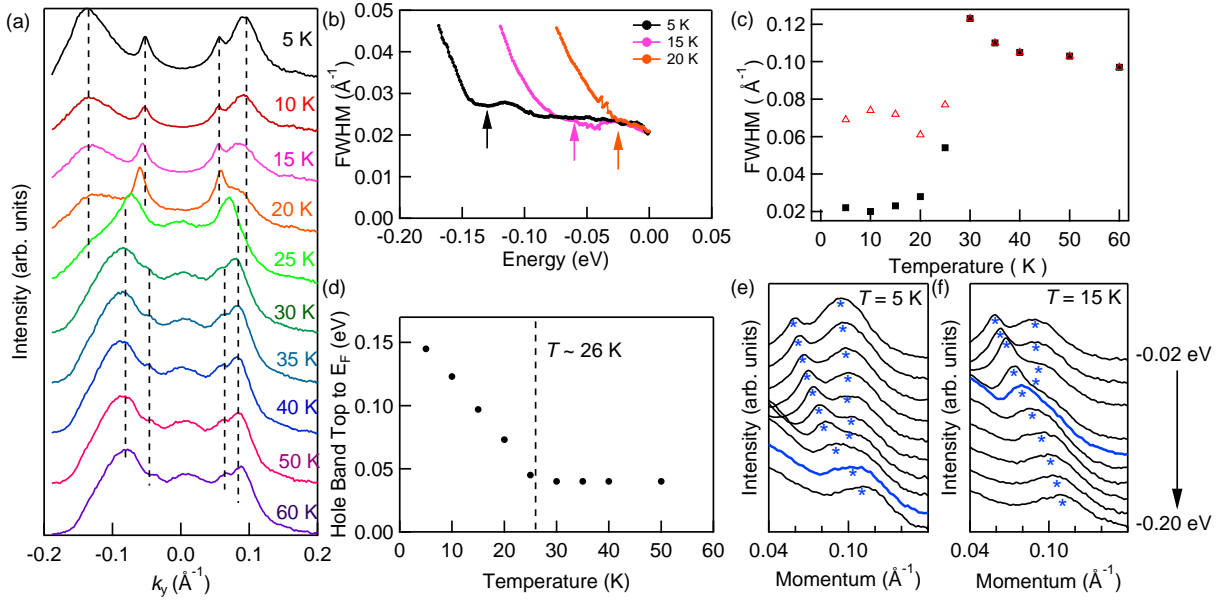 (a)
5 K
10 K
15 K
20 K
25 K
30 K
35 K
40 K
50 K
60 K
Intensity (arb. units)
-0.2 -0.1 0.0 0.1 0.2
ky (Å-1)
(b)
5 K
15 K
20 K
FWHM (Å-1)
0.05
0.04
0.03
0.02
0.01
0.00
-0.20 -0.15 -0.10 -0.05 0.00 0.05
Energy (eV)
(c)
FWHM (Å-1)
0.12
0.10
0.08
0.06
0.04
0.02
0 10 20 30 40 50 60
Temperature ( K )
(d)
Hole Band Top to EF (eV)
T ~ 26 K
0.15
0.10
0.05
0.00
0 10 20 30 40 50 60
Temperature (K)
(e)
T = 5 K
Intensity (arb. units)
0.04 0.10
Momentum (Å-1)
(f)
T = 15 K
Intensity (arb. units)
0.04 0.10
Momentum (Å-1)
-0.02 eV
-0.20 eV